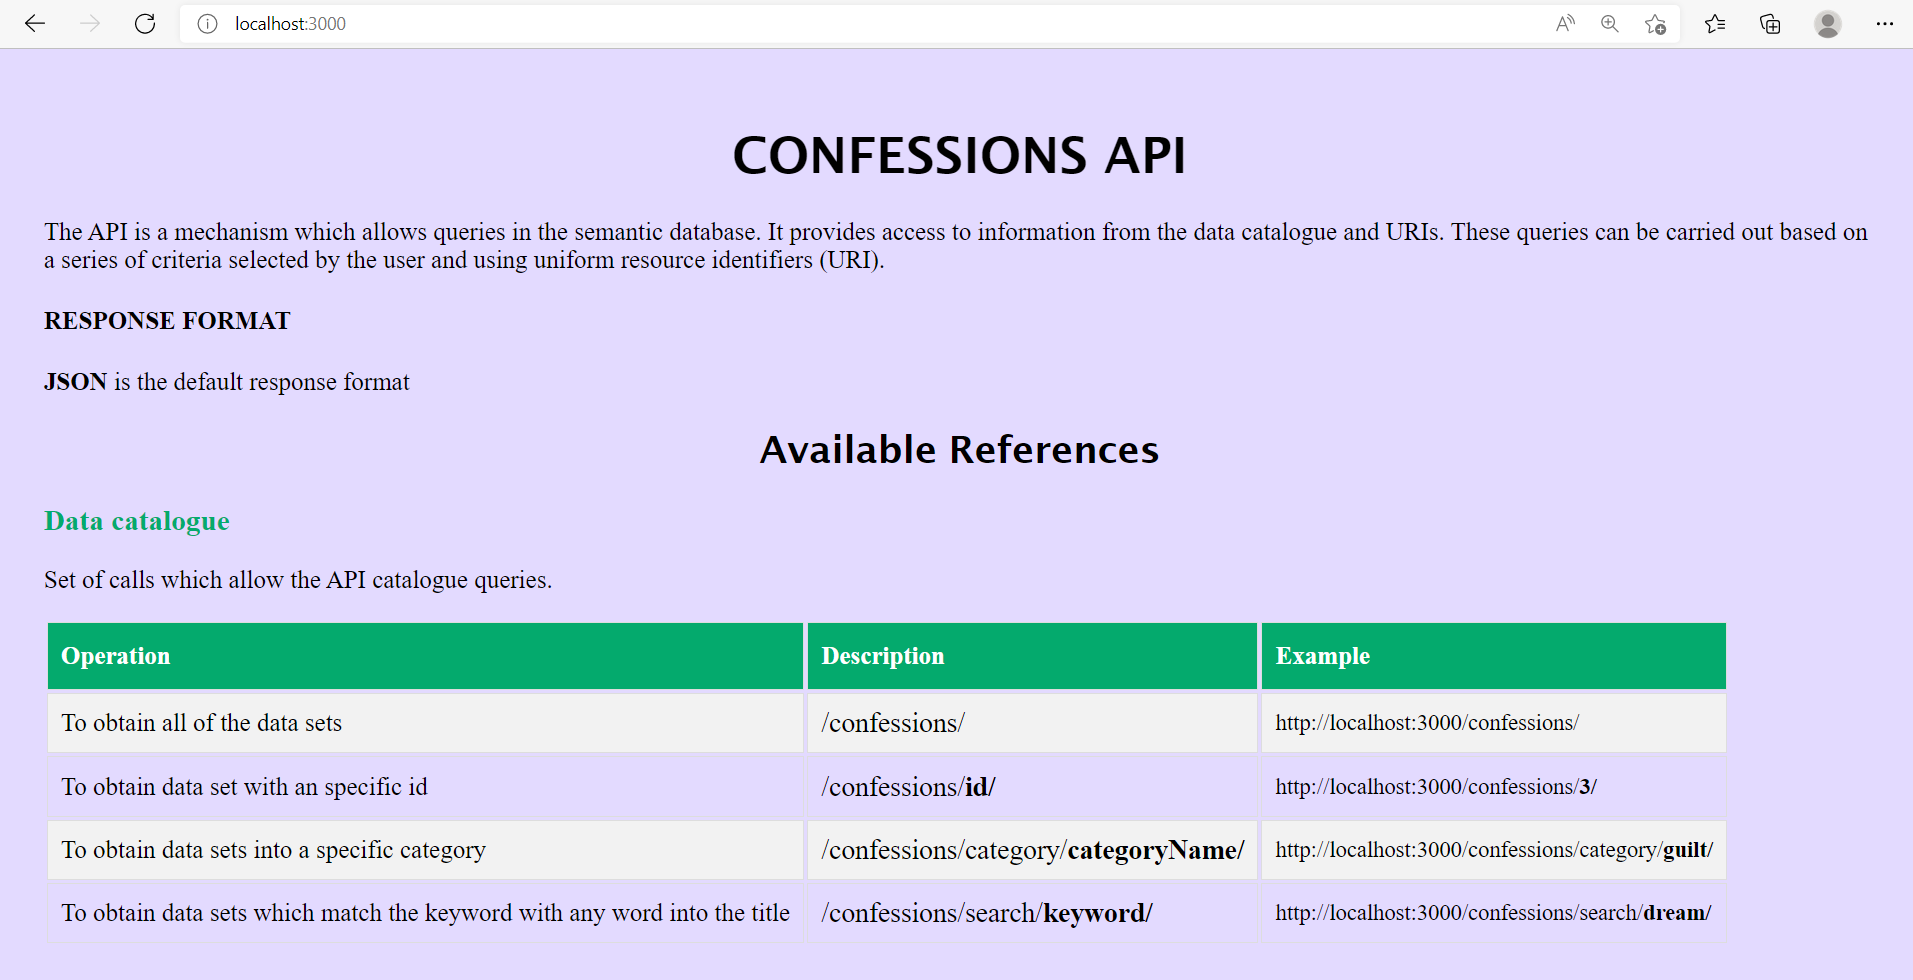 localhost:3000
CONFESSIONS API
The API is a mechanism which allows queries in the semantic database. It provides access to information from the data catalogue and URIs. These queries can be carried out based on
a series of criteria selected by the user and using uniform resource identifiers (URI).
RESPONSE FORMAT
JSON is the default response format
Available References
Data catalogue
Set of calls which allow the API catalogue queries.
Operation Description Example
To obtain all of the data sets /confessions/ http://localhost:3000/confessions/
To obtain data set with an specific id /confessions/id/ http://localhost:3000/confessions/3/
To obtain data sets into a specific category /confessions/category/categoryName/ http://localhost:3000/confessions/category/guilt/
To obtain data sets which match the keyword with any word into the title /confessions/search/keyword/ http://localhost:3000/confessions/search/dream/